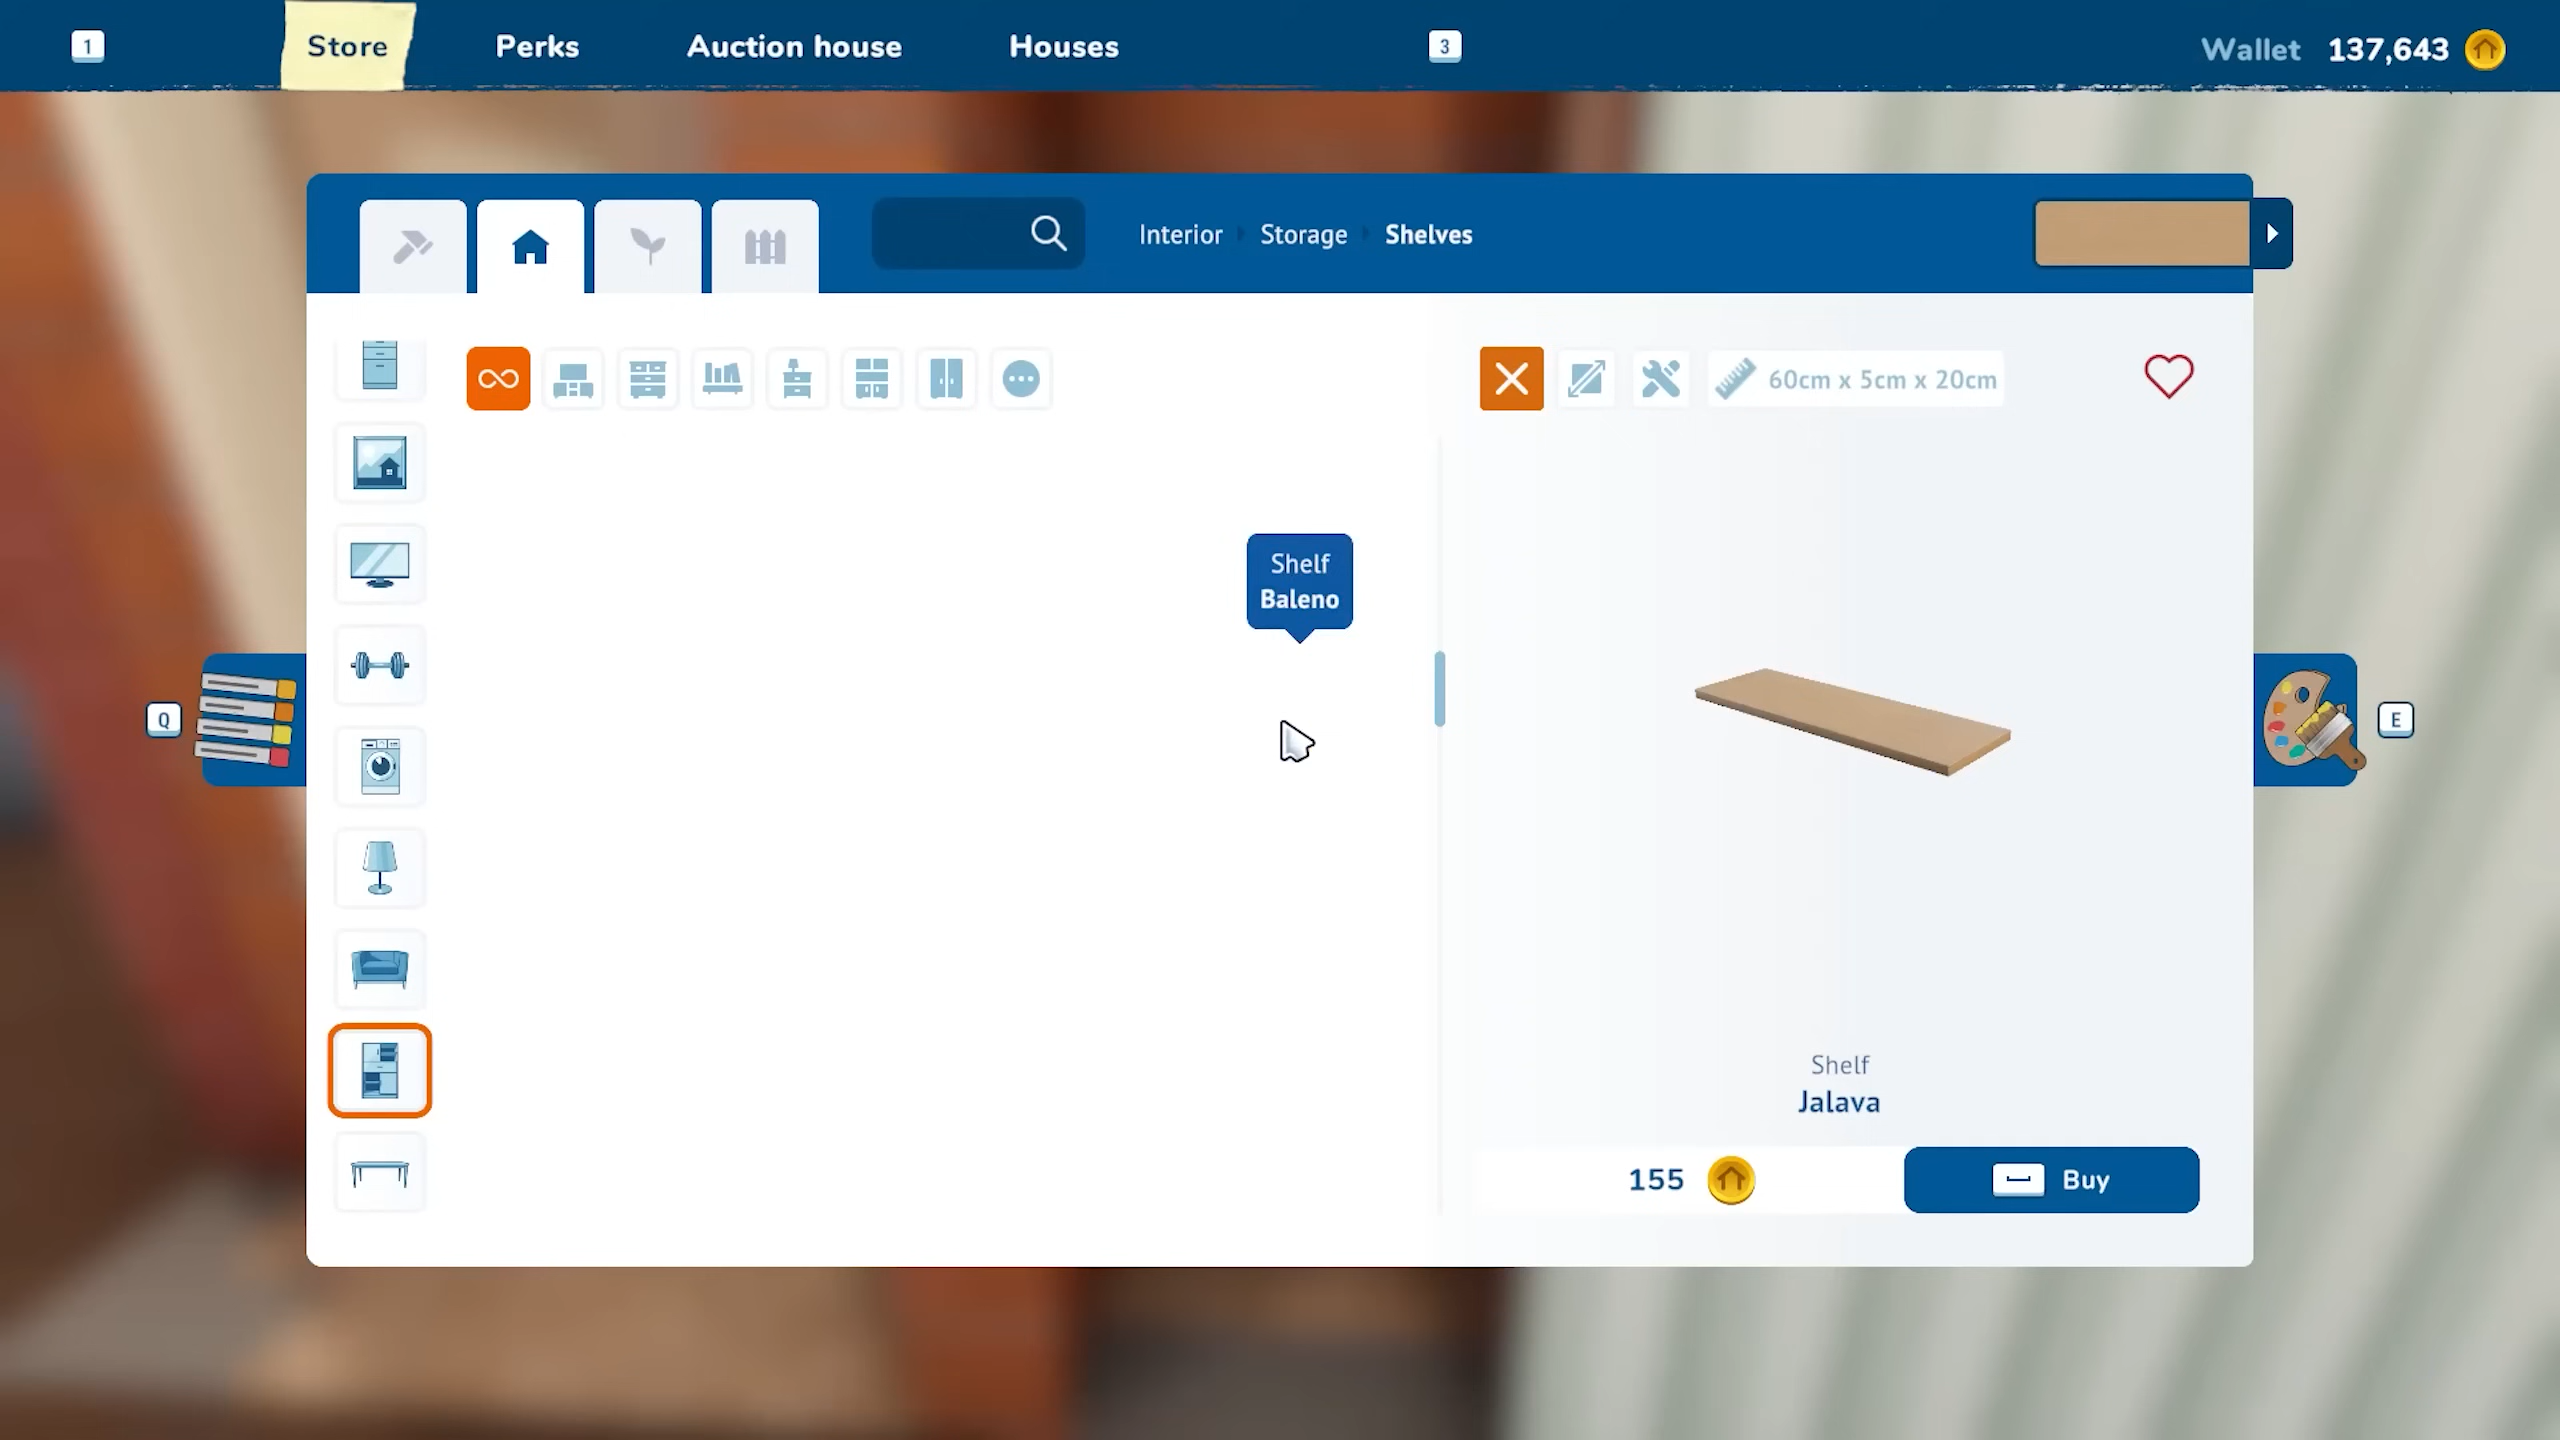 1
Store
Perks
Auction house
Houses
3
Wallet 137,643
Interior
Storage
Shelves
60cm x 5cm x 20cm
Shelf
Baleno
Q
E
Shelf
Jalava
155
Buy